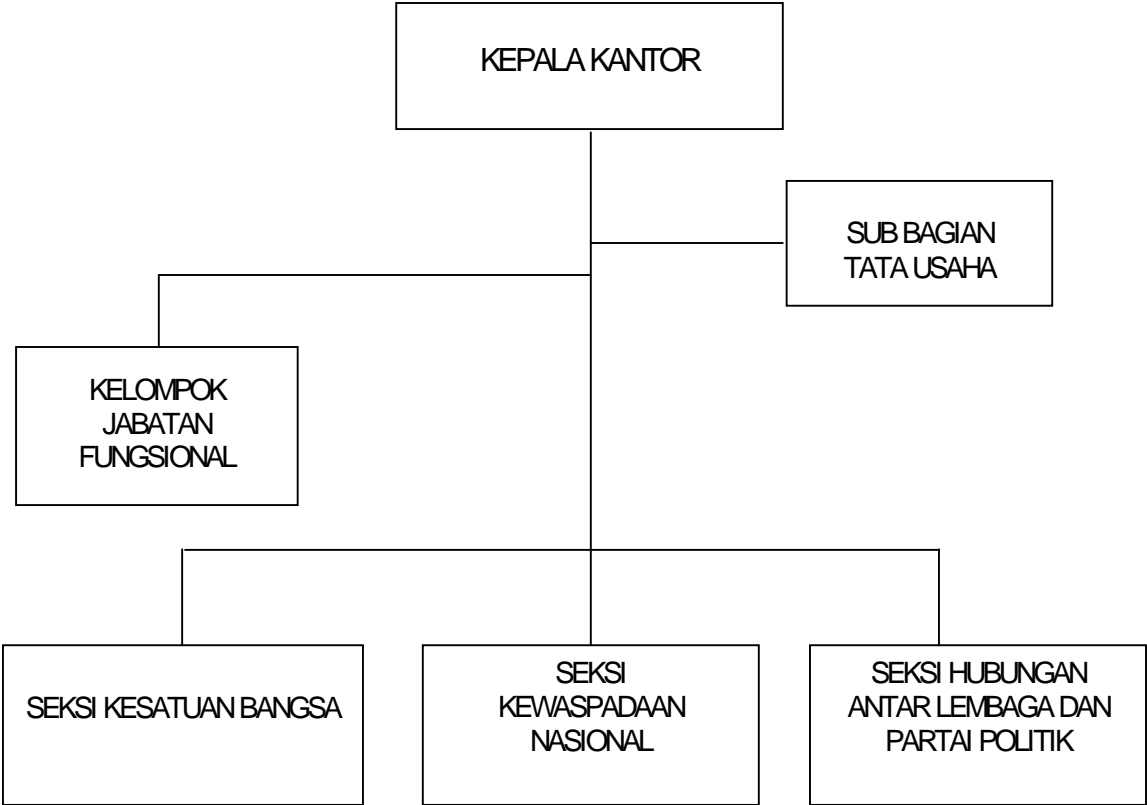 KEPALA KANTOR
SUB BAGIAN
TATA USAHA
KELOMPOK
JABATAN
FUNGSIONAL
SEKSI KESATUAN BANGSA
SEKSI
KEWASPADAAN
NASIONAL
SEKSI HUBUNGAN
ANTAR LEMBAGA DAN
PARTAI POLITIK